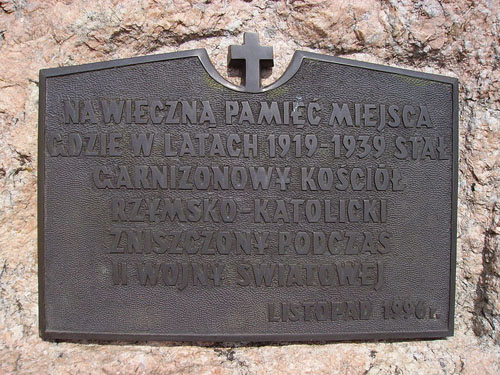 NA WIECZNĄ PAMIĘĆ MIEJSCA
GDZIE W LATACH 1919-1939 STAŁ
GARNIZONOWY KOŚCIÓŁ
RZYMSKO-KATOLICKI
ZNISZCZONY PODCZAS
II WOJNY ŚWIATOWEJ
LISTOPAD 1996 r.